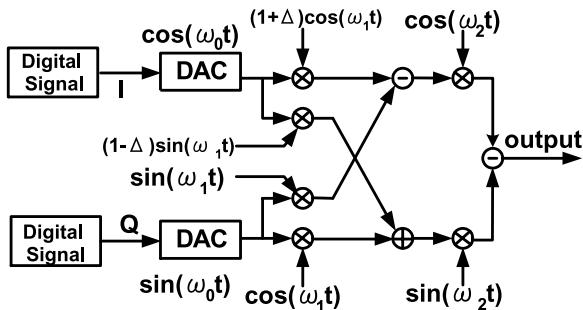 (1+Δ)cos(ω₁t)
cos(ω₀t)
cos(ω₂t)
Digital
Signal
I
DAC
(1-Δ)sin(ω₁t)
sin(ω₁t)
output
Digital
Signal
Q
DAC
sin(ω₀t)
cos(ω₁t)
sin(ω₂t)